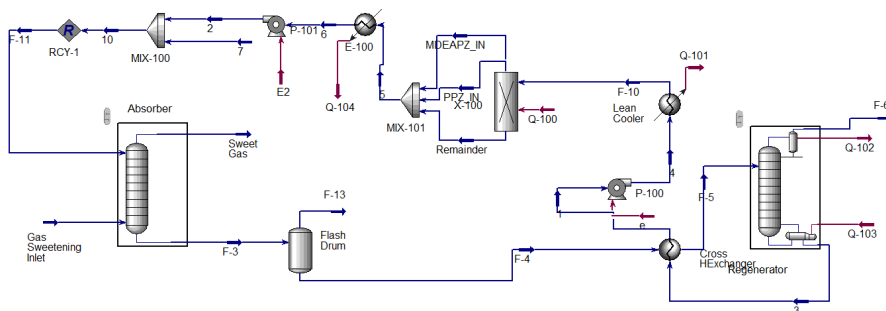 F-11
RCY-1
10
MIX-100
2
7
P-101
E2
6
E-100
Q-104
5
MIX-101
MDEAPZ_IN
PPZ_IN
X-100
Remainder
Q-100
F-10
Lean
Cooler
Q-101
4
P-100
1
e
F-5
F-6
Q-102
Q-103
Regenerator
Cross
HExchanger
3
Absorber
Sweet
Gas
Gas
Sweetening
Inlet
F-3
F-13
Flash
Drum
F-4